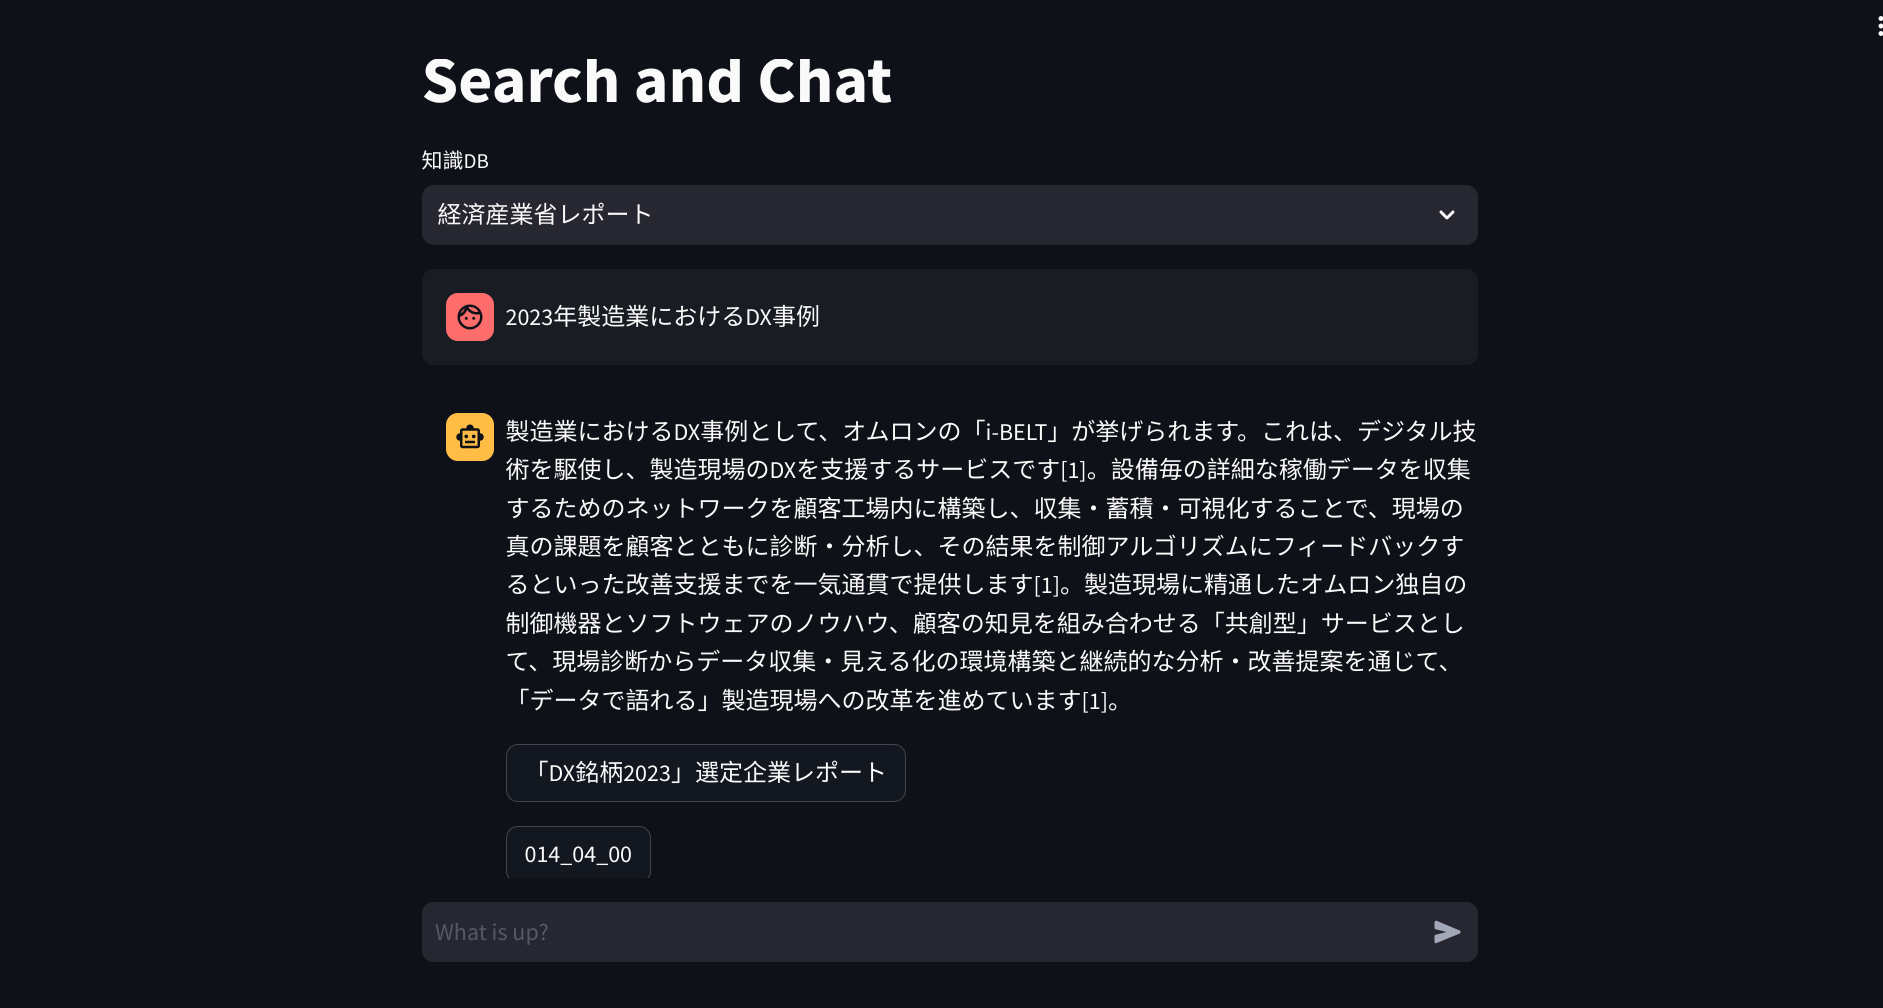 Search and Chat
知識DB
経済産業省レポート
2023年製造業におけるDX事例
製造業におけるDX事例として、オムロンの「i-BELT」が挙げられます。これは、デジタル技
術を駆使し、製造現場のDXを支援するサービスです[1]。設備毎の詳細な稼働データを収集
するためのネットワークを顧客工場内に構築し、収集・蓄積・可視化することで、現場の
真の課題を顧客とともに診断・分析し、その結果を制御アルゴリズムにフィードバックす
るといった改善支援までを一気通貫で提供します[1]。製造現場に精通したオムロン独自の
制御機器とソフトウェアのノウハウ、顧客の知見を組み合わせる「共創型」サービスとし
て、現場診断からデータ収集・見える化の環境構築と継続的な分析・改善提案を通じて、
「データで語れる」製造現場への改革を進めています[1]。
「DX銘柄2023」選定企業レポート
014_04_00
What is up?